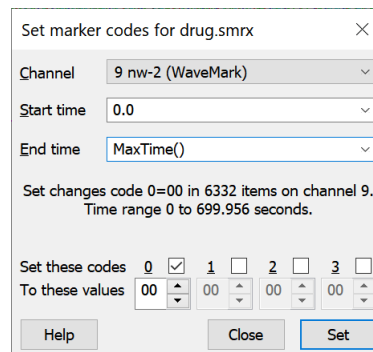 Set marker codes for drug.smrx
Channel 9 nw-2 (WaveMark)
Start time 0.0
End time MaxTime()
Set changes code 0=00 in 6332 items on channel 9.
Time range 0 to 699.956 seconds.
Set these codes 0 1 2 3
To these values 00 00 00 00
Help Close Set